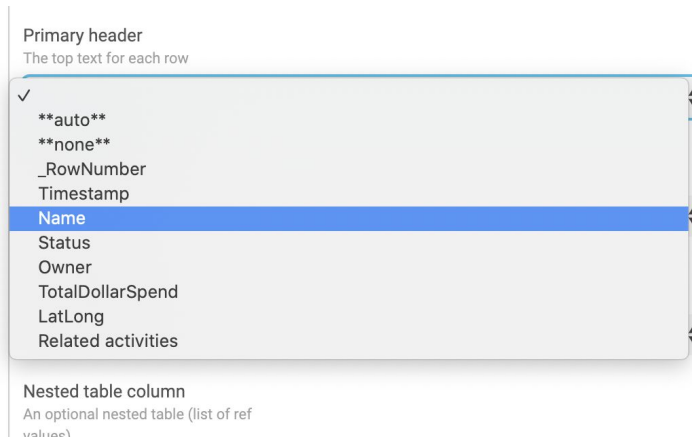 Primary header
The top text for each row
**auto**
**none**
_RowNumber
Timestamp
Name
Status
Owner
TotalDollarSpend
LatLong
Related activities
Nested table column
An optional nested table (list of ref
values)